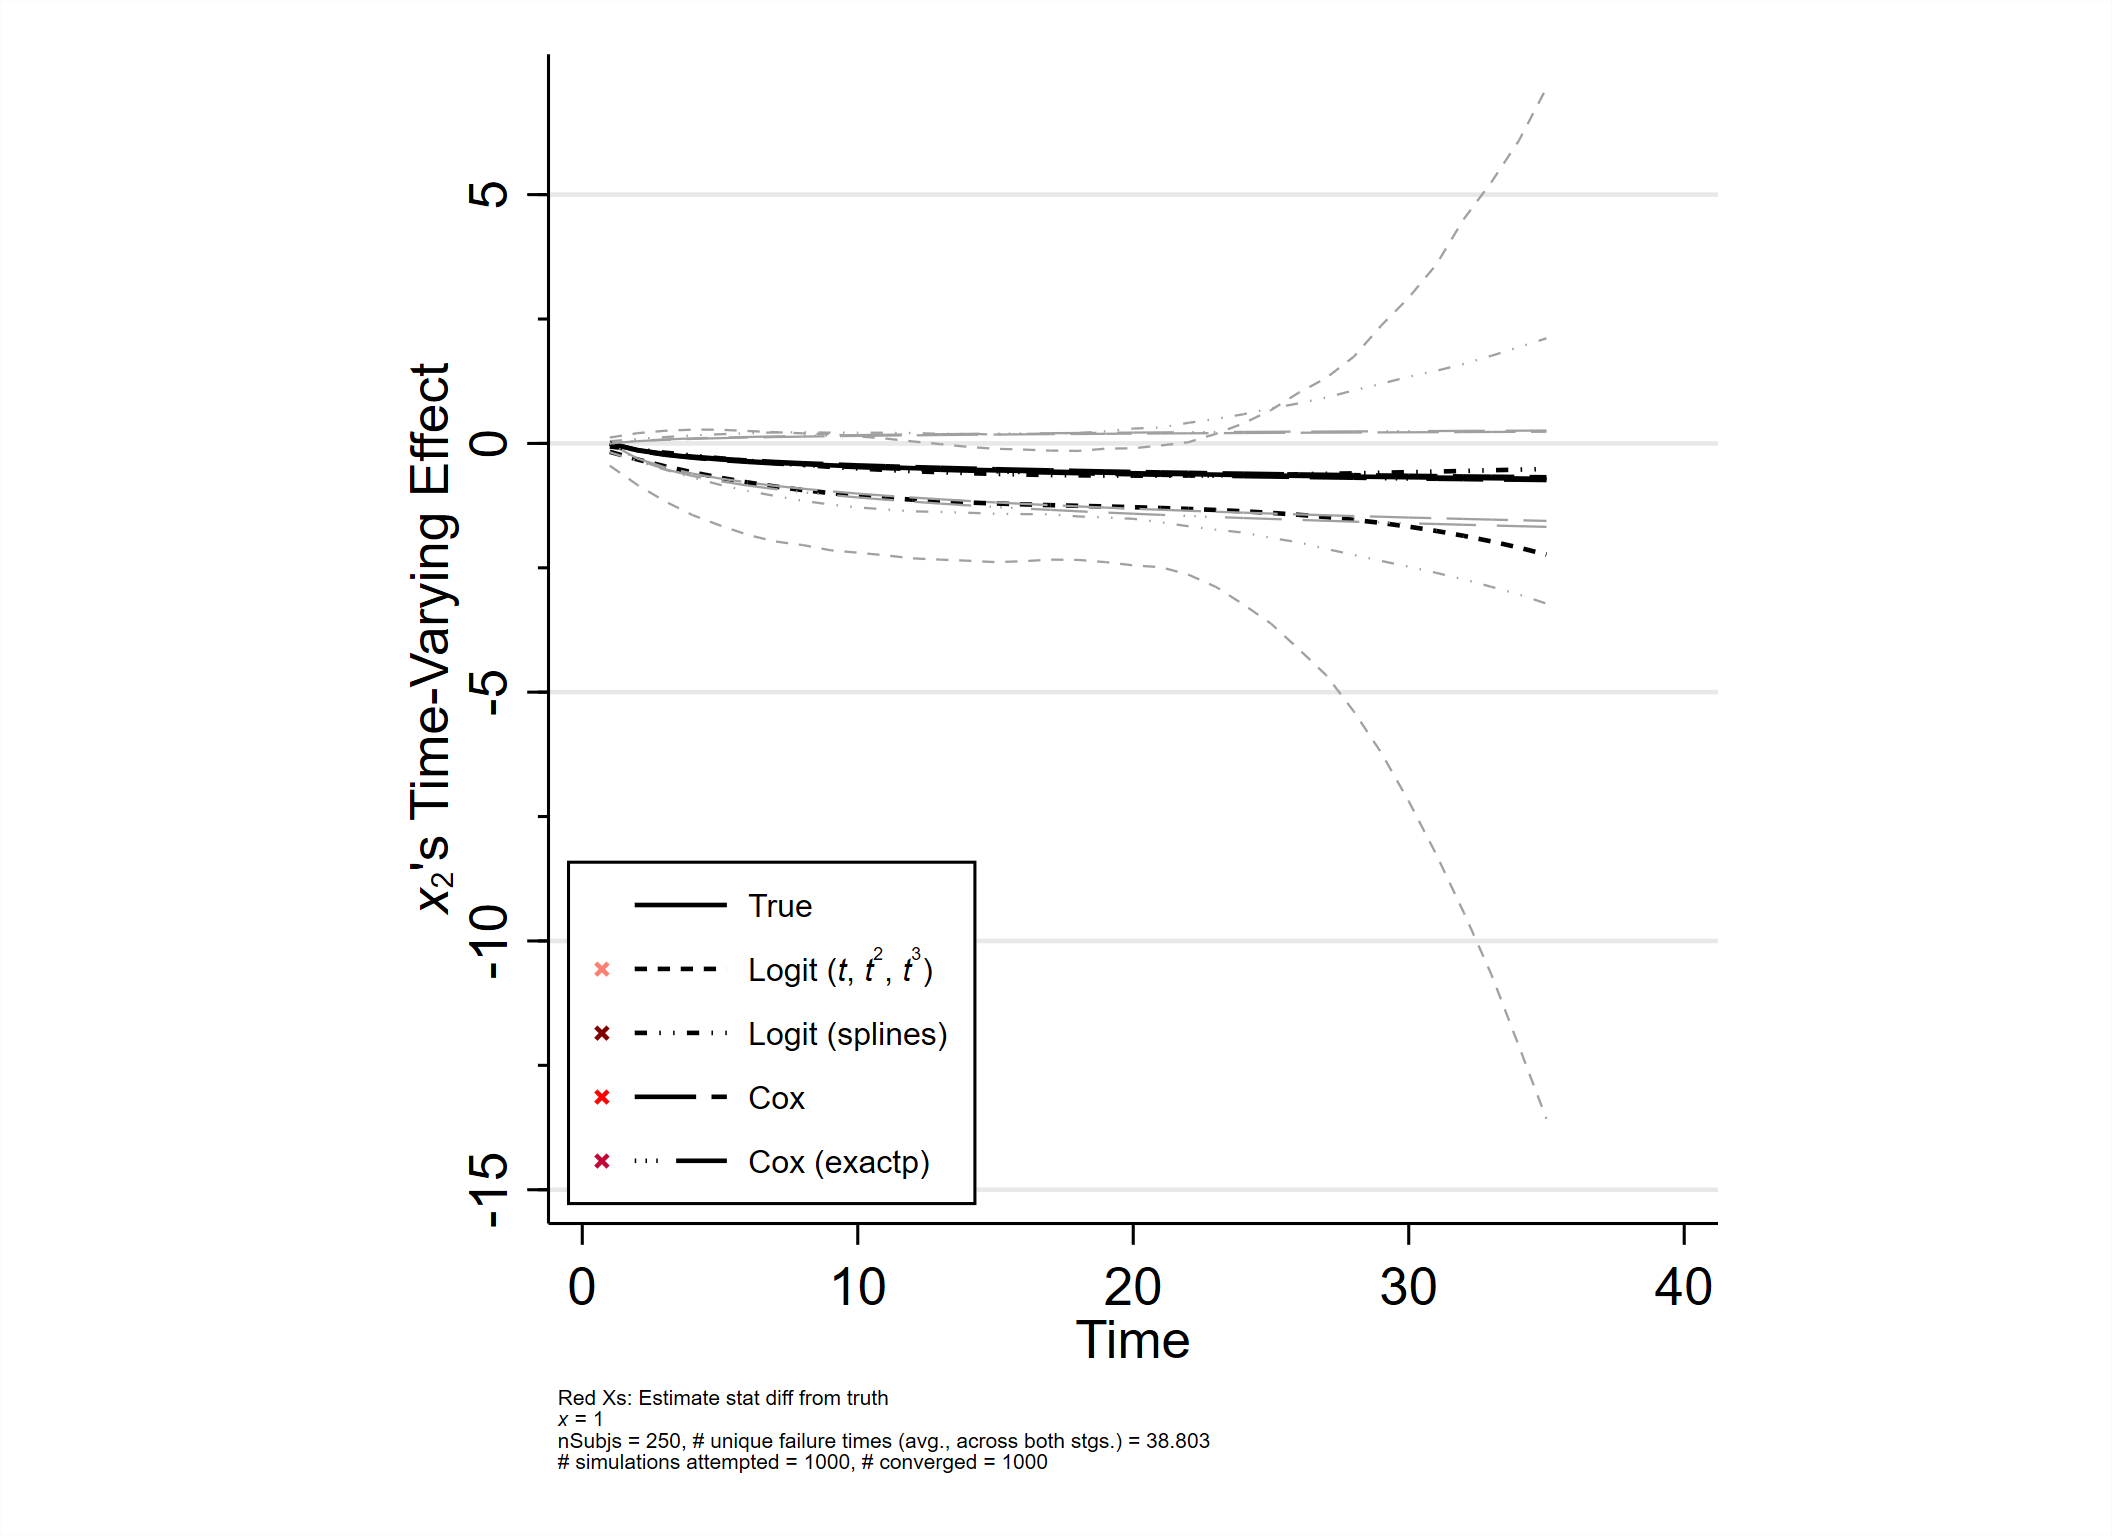 x₂'s Time-Varying Effect
5
0
-5
-10
-15
True
Logit (t, t², t³)
Logit (splines)
Cox
Cox (exactp)
0 10 20 30 40
Time
Red Xs: Estimate stat diff from truth
x = 1
nSubjs = 250, # unique failure times (avg., across both stgs.) = 38.803
# simulations attempted = 1000, # converged = 1000